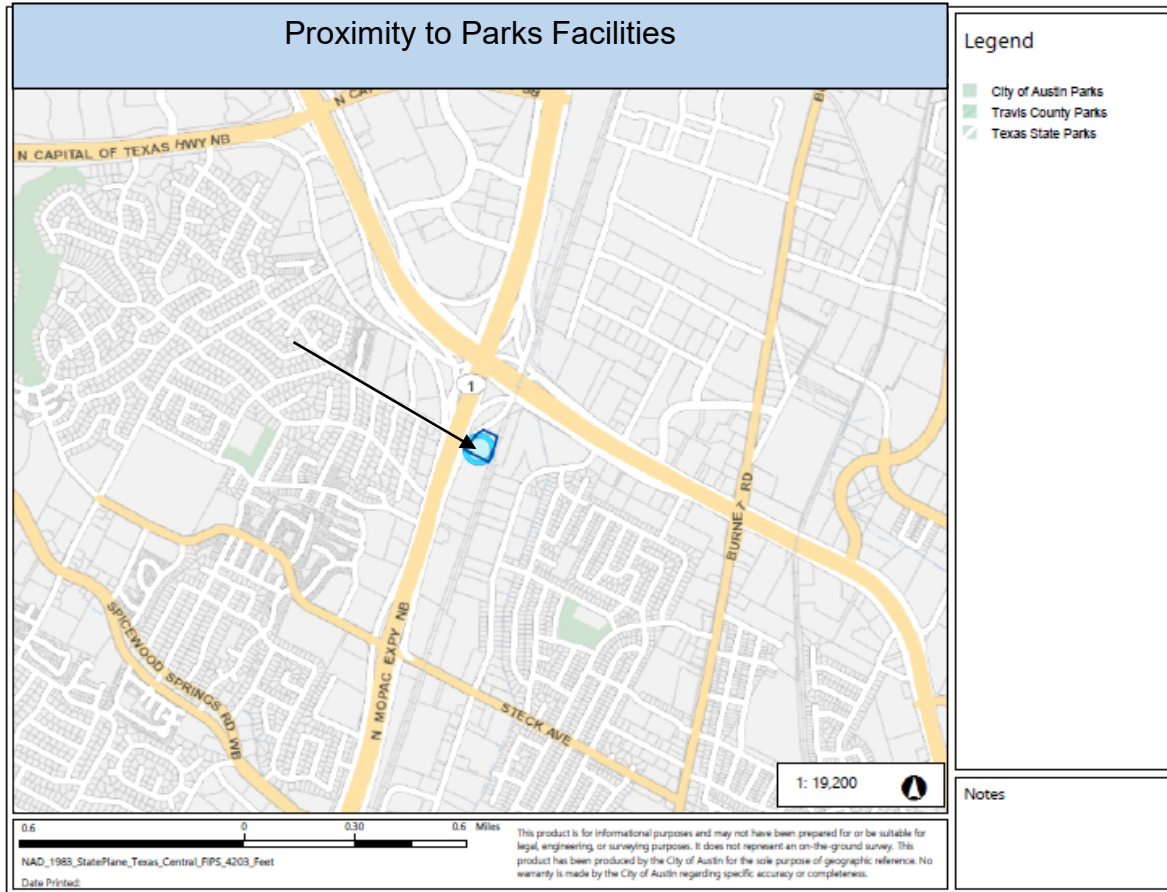 Proximity to Parks Facilities
Legend
City of Austin Parks
Travis County Parks
Texas State Parks
N CAPITAL OF TEXAS HWY NB
1
BURNET RD
N MOPAC EXPY NB
SPICEWOOD SPRINGS RD WB
STECK AVE
1: 19,200
Notes
0.6 0 0.30 0.6 Miles
NAD_1983_StatePlane_Texas_Central_FIPS_4203_Feet
Date Printed:
This product is for informational purposes and may not have been prepared for or be suitable for
legal, engineering, or surveying purposes. It does not represent an on-the-ground survey. This
product has been produced by the City of Austin for the sole purpose of geographic reference. No
warranty is made by the City of Austin regarding specific accuracy or completeness.